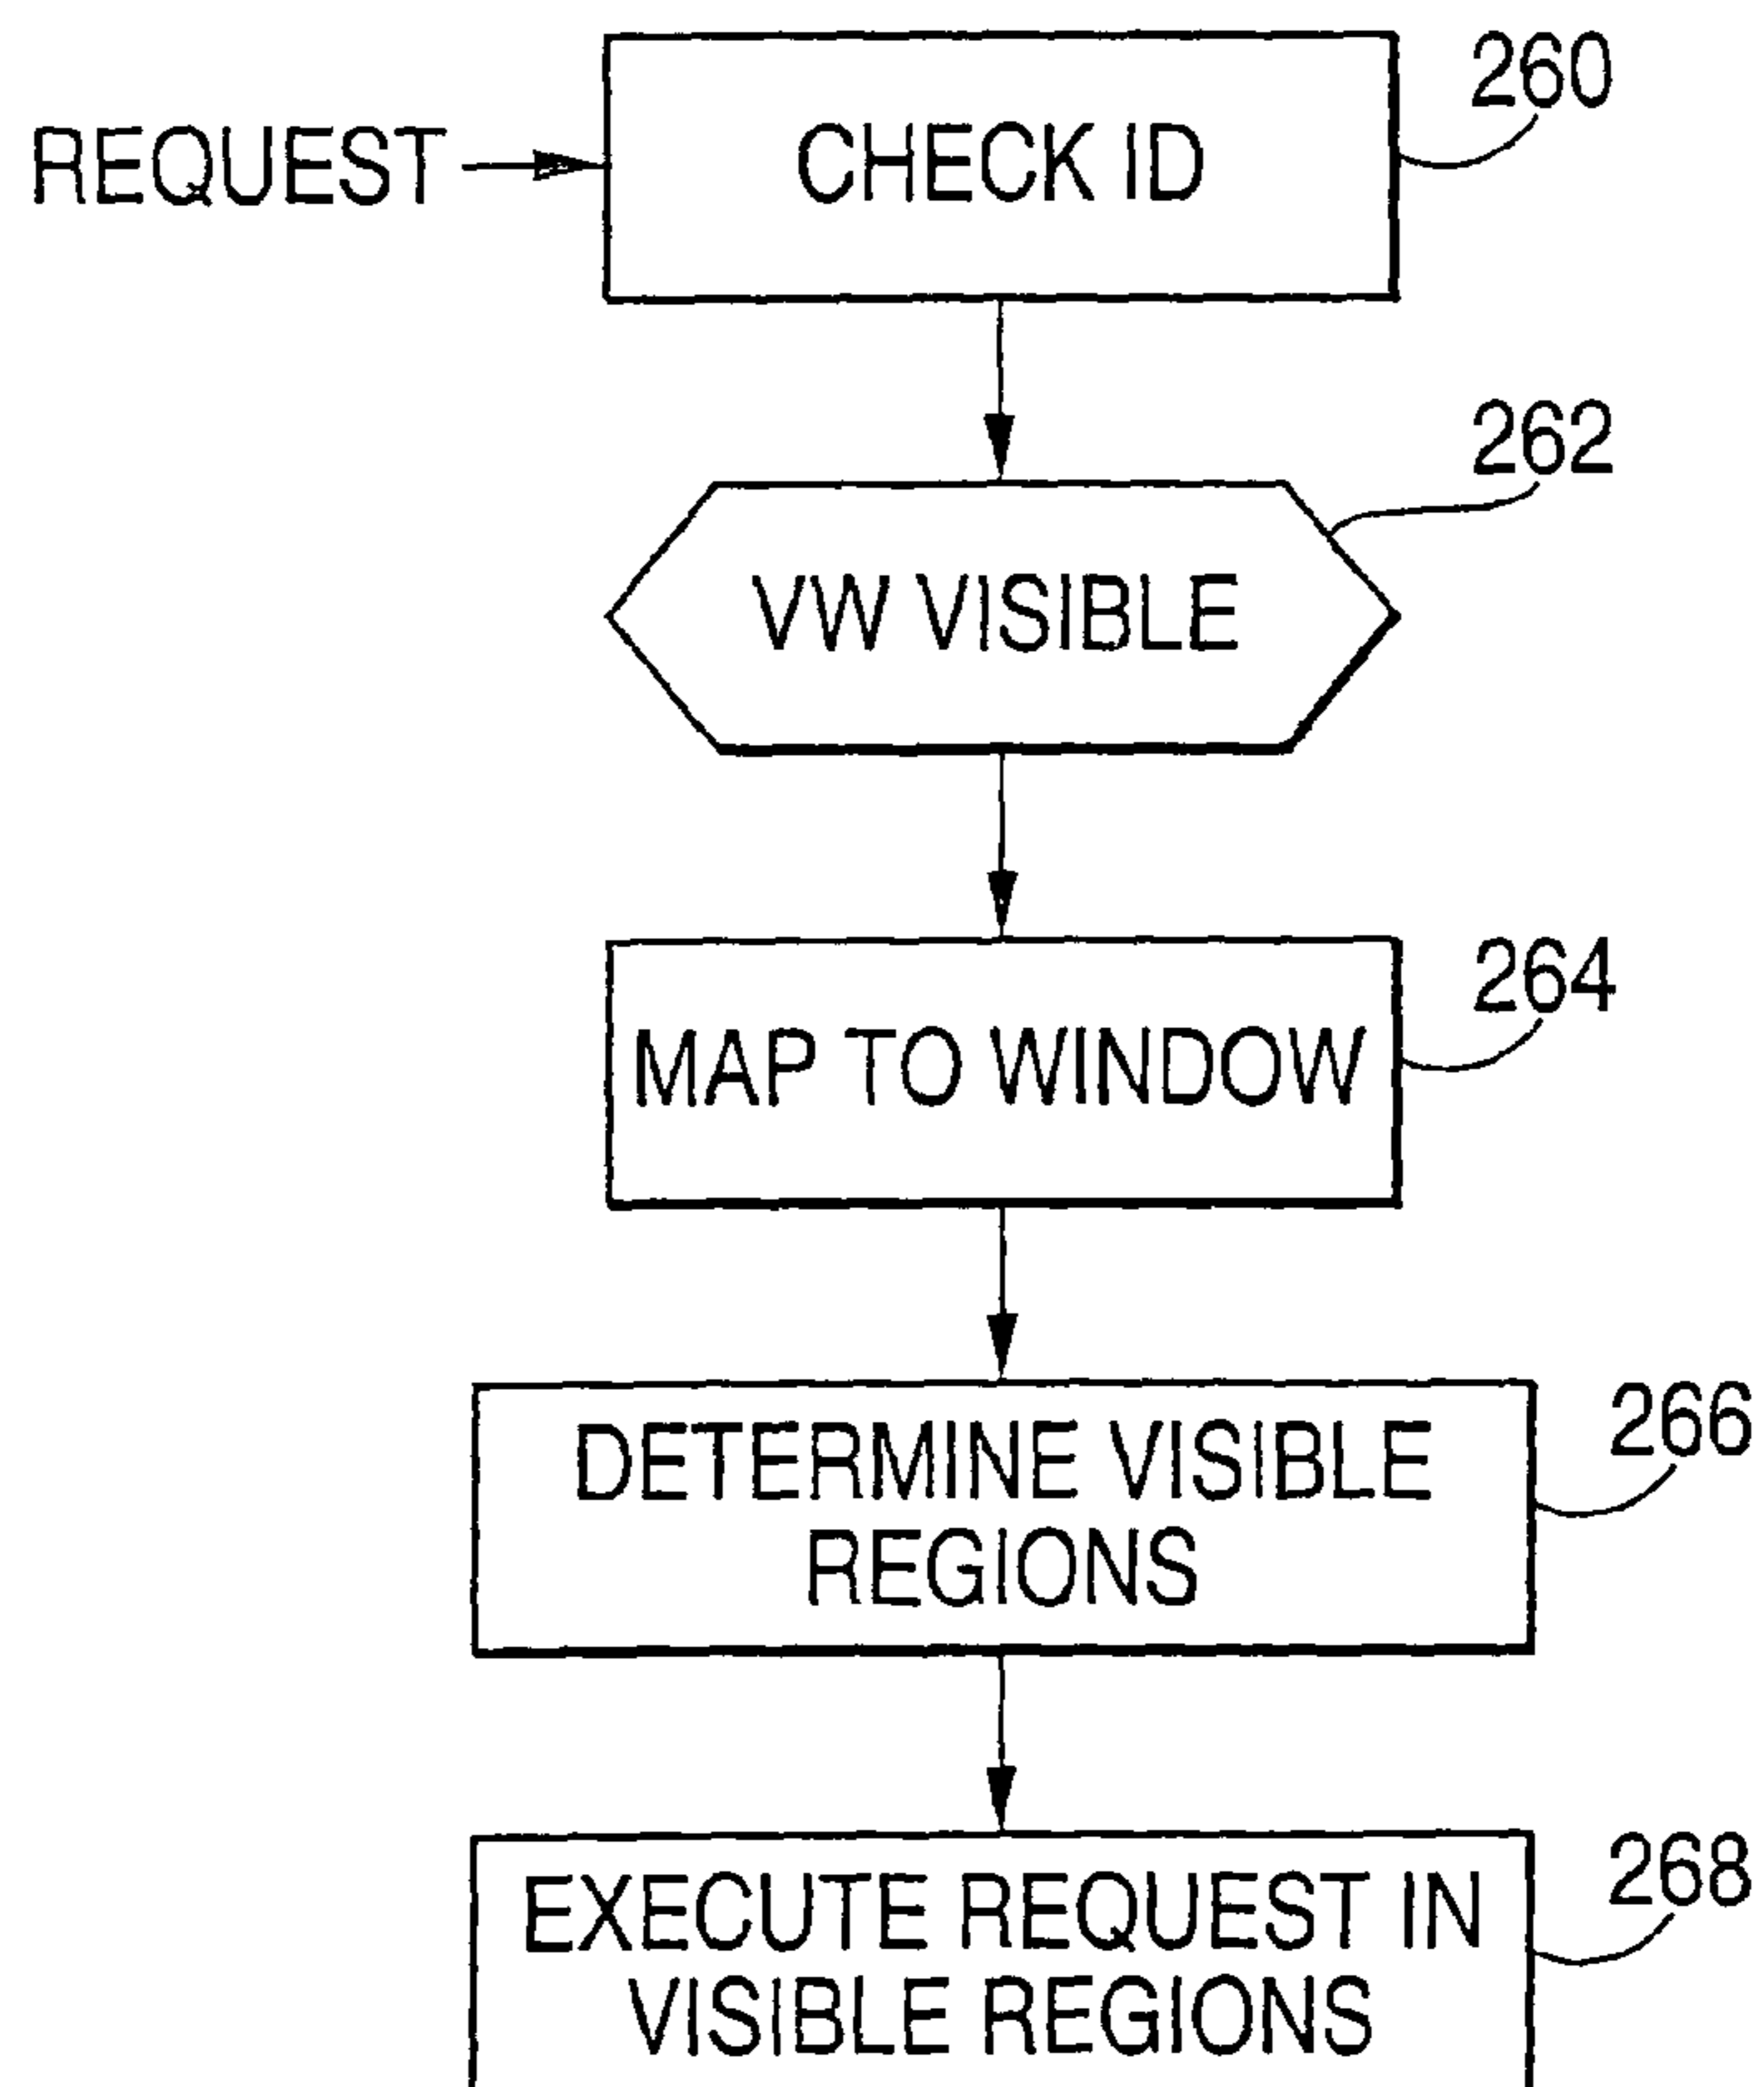 260
REQUEST
CHECK ID
262
VW VISIBLE
264
MAP TO WINDOW
266
DETERMINE VISIBLE
REGIONS
268
EXECUTE REQUEST IN
VISIBLE REGIONS